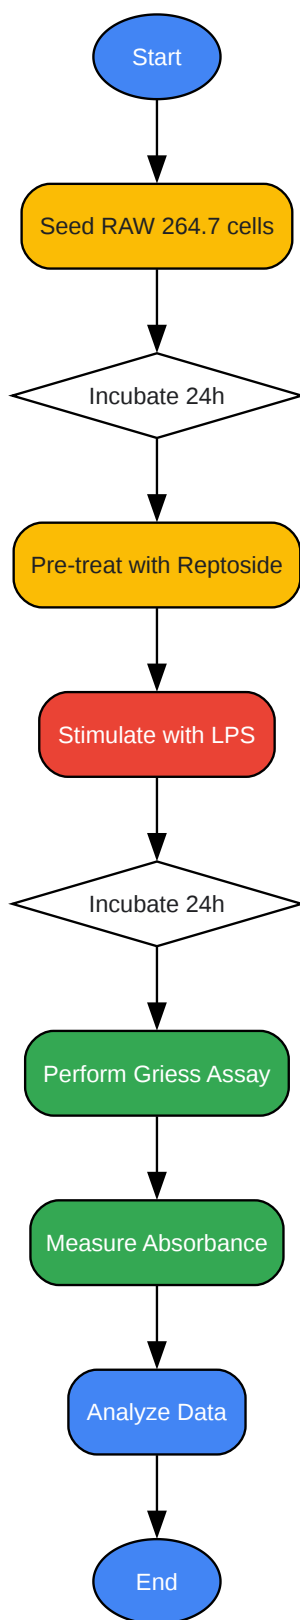 Start
Seed RAW 264.7 cells
Incubate 24h
Pre-treat with Reptoside
Stimulate with LPS
Incubate 24h
Perform Griess Assay
Measure Absorbance
Analyze Data
End